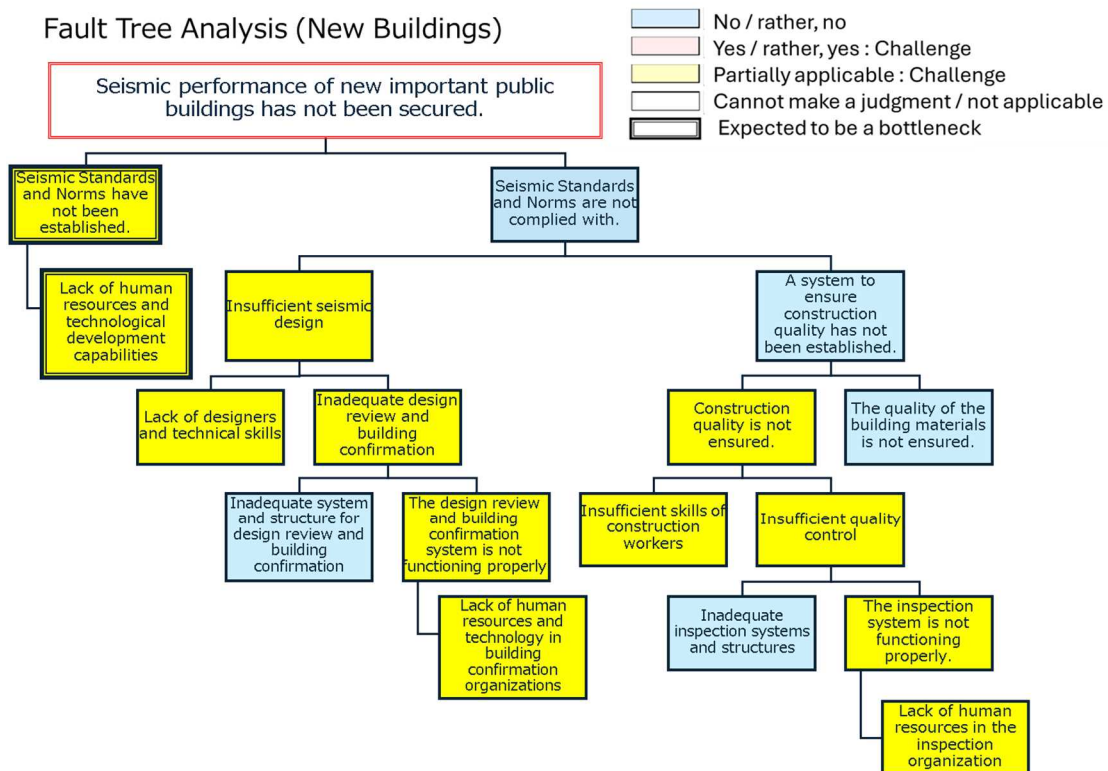 Fault Tree Analysis (New Buildings)
No / rather, no
Yes / rather, yes : Challenge
Partially applicable : Challenge
Cannot make a judgment / not applicable
Expected to be a bottleneck
Seismic performance of new important public
buildings has not been secured.
Seismic Standards
and Norms have
not been
established.
Seismic Standards
and Norms are not
complied with.
Lack of human
resources and
technological
development
capabilities
Insufficient seismic
design
A system to
ensure
construction
quality has not
been established.
Lack of designers
and technical skills
Inadequate design
review and
building
confirmation
Construction
quality is not
ensured.
The quality of the
building materials
is not ensured.
Inadequate system
and structure for
design review and
building
confirmation
The design review
and building
confirmation
system is not
functioning properly
Insufficient skills of
construction
workers
Insufficient quality
control
Lack of human
resources and
technology in
building
confirmation
organizations
Inadequate
inspection systems
and structures
The inspection
system is not
functioning
properly.
Lack of human
resources in the
inspection
organization